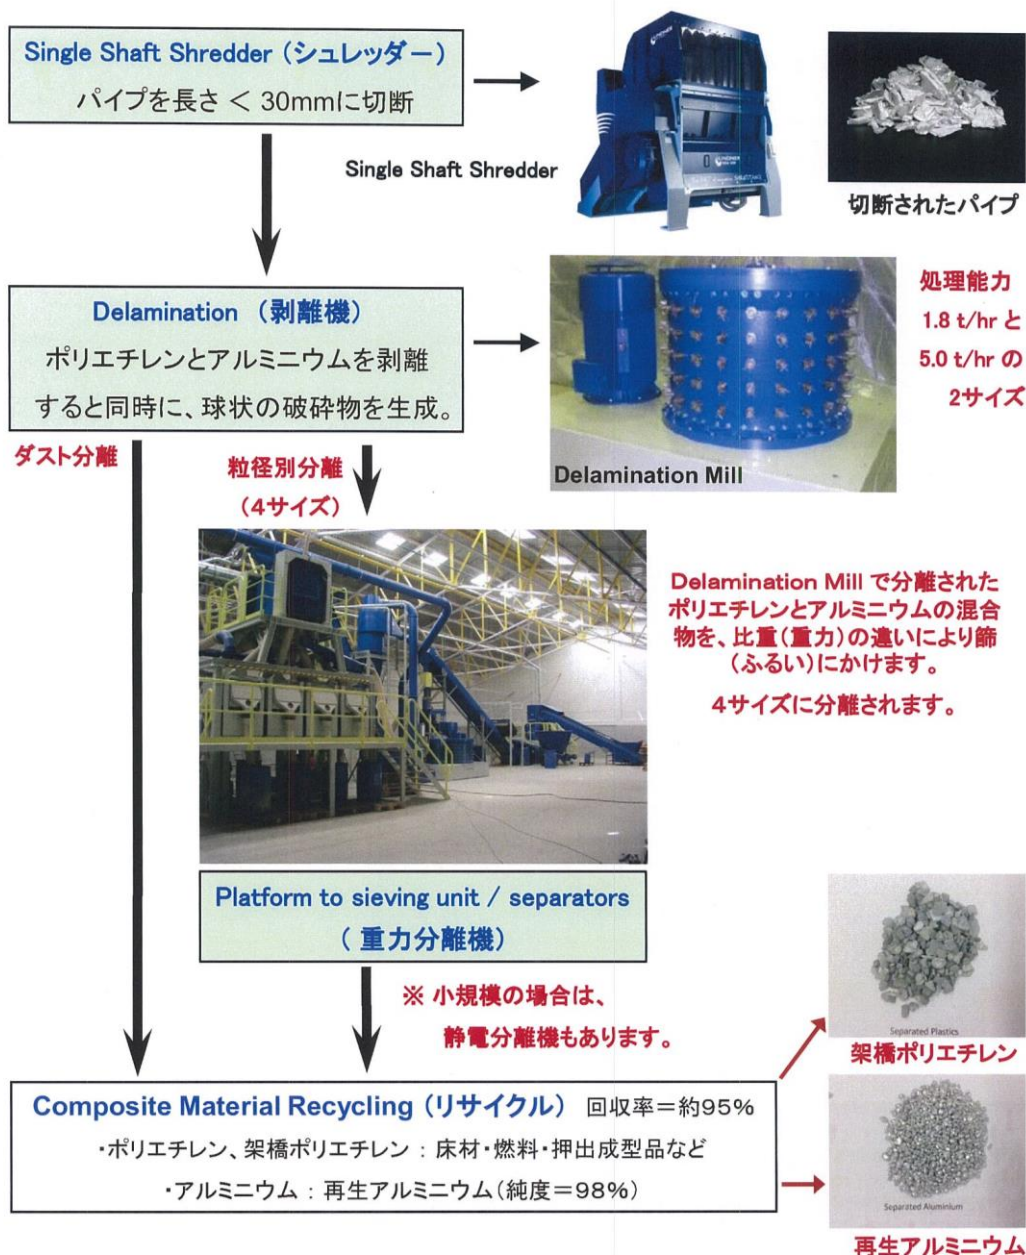 Single Shaft Shredder (シュレッダー)
パイプを長さ < 30mmに切断
Single Shaft Shredder
切断されたパイプ
Delamination (剥離機)
ポリエチレンとアルミニウムを剥離
すると同時に、球状の破砕物を生成。
処理能力
1.8 t/hr と
5.0 t/hr の
2サイズ
Delamination Mill
ダスト分離
粒径別分離
(4サイズ)
Delamination Mill で分離された
ポリエチレンとアルミニウムの混合
物を、比重(重力)の違いにより篩
(ふるい)にかけます。
4サイズに分離されます。
Platform to sieving unit / separators
( 重力分離機)
※ 小規模の場合は、
静電分離機もあります。
Separated Plastics
架橋ポリエチレン
Composite Material Recycling (リサイクル) 回収率=約95%
・ポリエチレン、架橋ポリエチレン : 床材・燃料・押出成型品など
・アルミニウム : 再生アルミニウム(純度=98%)
Separated Aluminium
再生アルミニウム